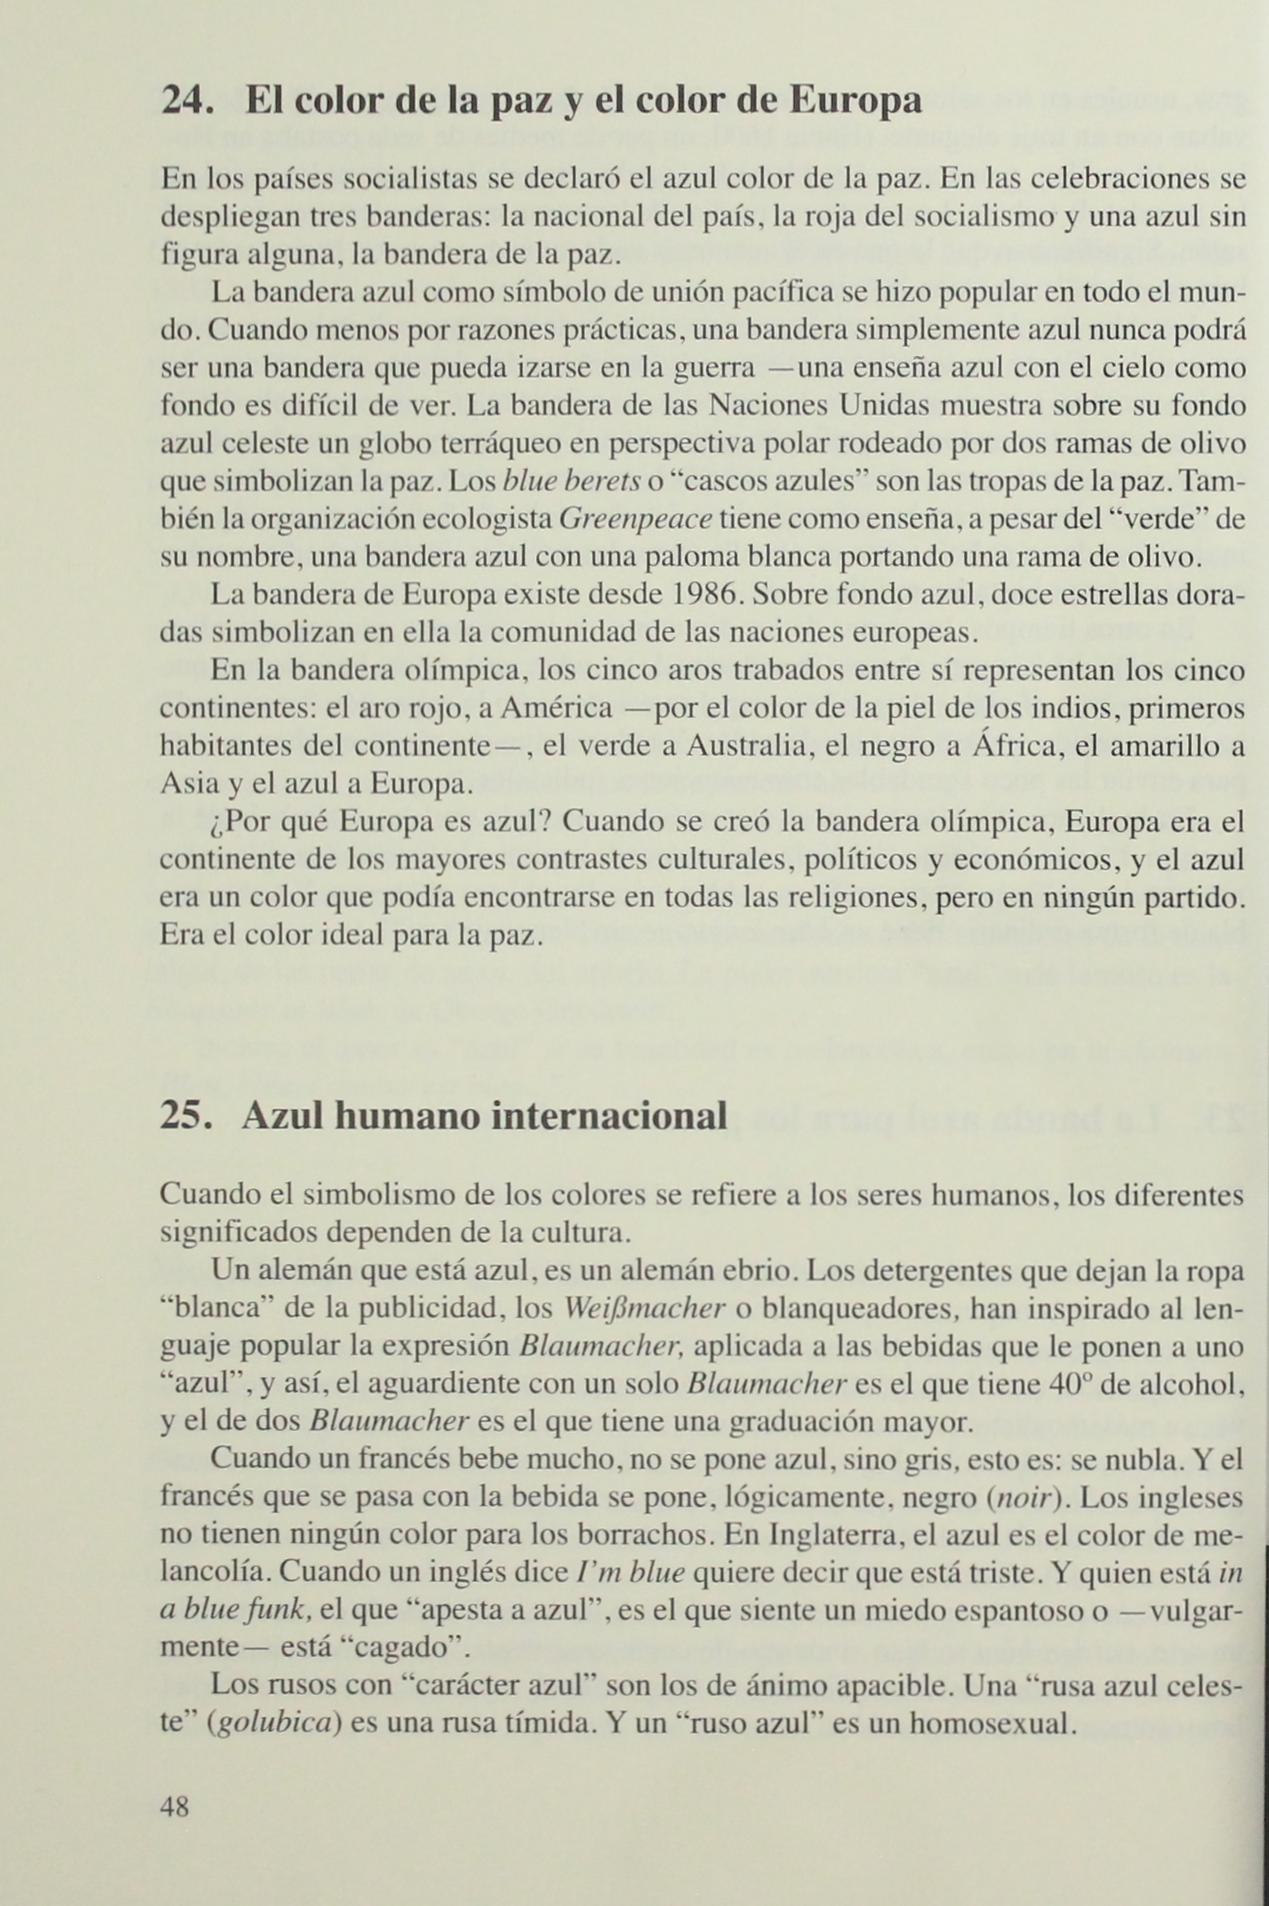 24. El color de la paz y el color de Europa
En los países socialistas se declaró el azul color de la paz. En las celebraciones se
despliegan tres banderas: la nacional del país, la roja del socialismo y una azul sin
figura alguna, la bandera de la paz.
La bandera azul como símbolo de unión pacífica se hizo popular en todo el mun-
do. Cuando menos por razones prácticas, una bandera simplemente azul nunca podrá
ser una bandera que pueda izarse en la guerra —una enseña azul con el cielo como
fondo es difícil de ver. La bandera de las Naciones Unidas muestra sobre su fondo
azul celeste un globo terráqueo en perspectiva polar rodeado por dos ramas de olivo
que simbolizan la paz. Los blue berets o “cascos azules” son las tropas de la paz. Tam-
bién la organización ecologista Greenpeace tiene como enseña, a pesar del “verde” de
su nombre, una bandera azul con una paloma blanca portando una rama de olivo.
La bandera de Europa existe desde 1986. Sobre fondo azul, doce estrellas dora-
das simbolizan en ella la comunidad de las naciones europeas.
En la bandera olímpica, los cinco aros trabados entre sí representan los cinco
continentes: el aro rojo, a América —por el color de la piel de los indios, primeros
habitantes del continente—, el verde a Australia, el negro a África, el amarillo a
Asia y el azul a Europa.
¿Por qué Europa es azul? Cuando se creó la bandera olímpica, Europa era el
continente de los mayores contrastes culturales, políticos y económicos, y el azul
era un color que podía encontrarse en todas las religiones, pero en ningún partido.
Era el color ideal para la paz.
25. Azul humano internacional
Cuando el simbolismo de los colores se refiere a los seres humanos, los diferentes
significados dependen de la cultura.
Un alemán que está azul, es un alemán ebrio. Los detergentes que dejan la ropa
“blanca” de la publicidad, los Weißmacher o blanqueadores, han inspirado al len-
guaje popular la expresión Blaumacher, aplicada a las bebidas que le ponen a uno
“azul”, y así, el aguardiente con un solo Blaumacher es el que tiene 40º de alcohol,
y el de dos Blaumacher es el que tiene una graduación mayor.
Cuando un francés bebe mucho, no se pone azul, sino gris, esto es: se nubla. Y el
francés que se pasa con la bebida se pone, lógicamente, negro (noir). Los ingleses
no tienen ningún color para los borrachos. En Inglaterra, el azul es el color de me-
lancolía. Cuando un inglés dice I’m blue quiere decir que está triste. Y quien está in
a blue funk, el que “apesta a azul”, es el que siente un miedo espantoso o —vulgar-
mente— está “cagado”.
Los rusos con “carácter azul” son los de ánimo apacible. Una “rusa azul celes-
te” (golubica) es una rusa tímida. Y un “ruso azul” es un homosexual.
48